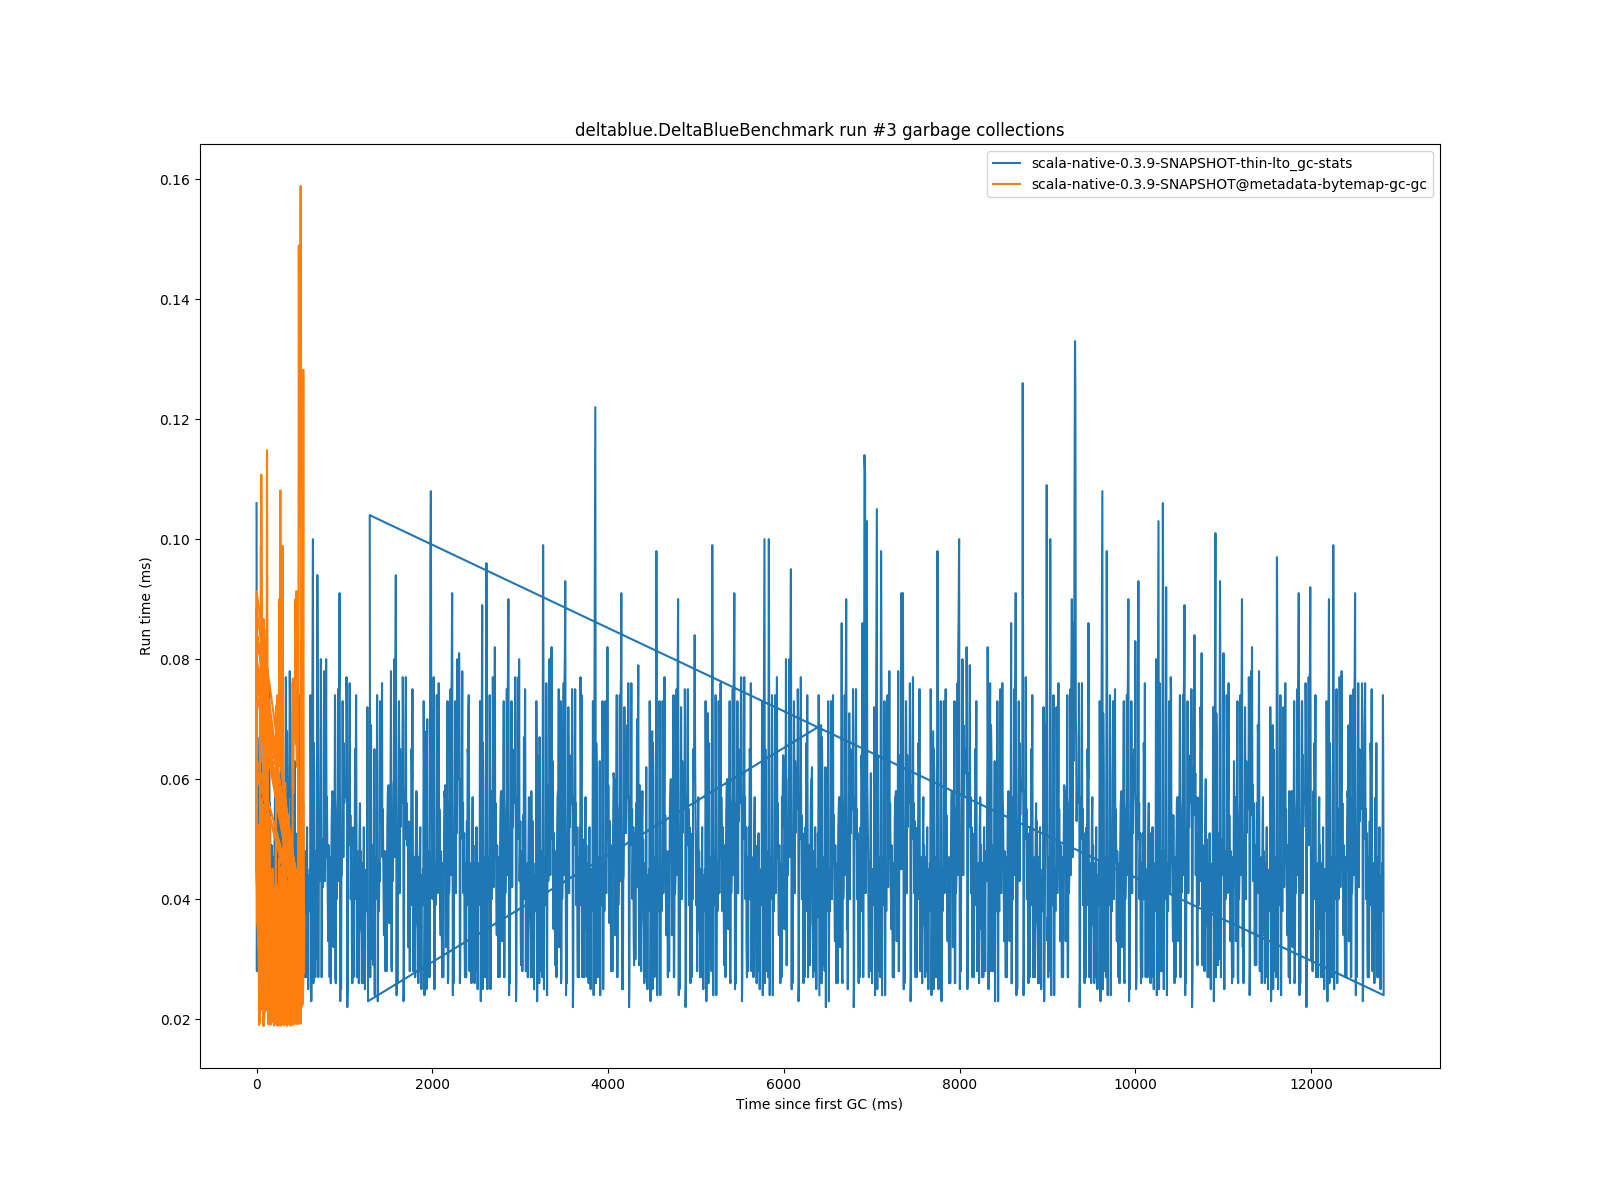 deltablue.DeltaBlueBenchmark run #3 garbage collections
scala-native-0.3.9-SNAPSHOT-thin-lto_gc-stats
scala-native-0.3.9-SNAPSHOT@metadata-bytemap-gc-gc
0.16
0.14
0.12
0.10
0.08
0.06
0.04
0.02
Run time (ms)
0 2000 4000 6000 8000 10000 12000
Time since first GC (ms)